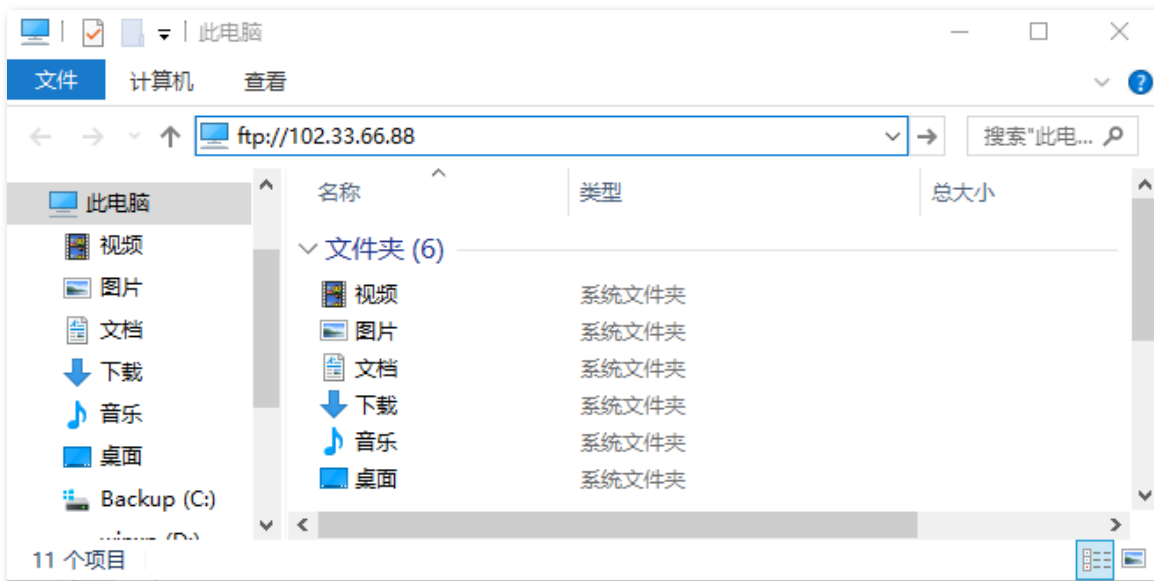 此电脑
文件 计算机 查看
ftp://102.33.66.88 搜索"此电...
此电脑
视频
图片
文档
下载
音乐
桌面
Backup (C:)
名称 类型 总大小
文件夹 (6)
视频 系统文件夹
图片 系统文件夹
文档 系统文件夹
下载 系统文件夹
音乐 系统文件夹
桌面 系统文件夹
11 个项目